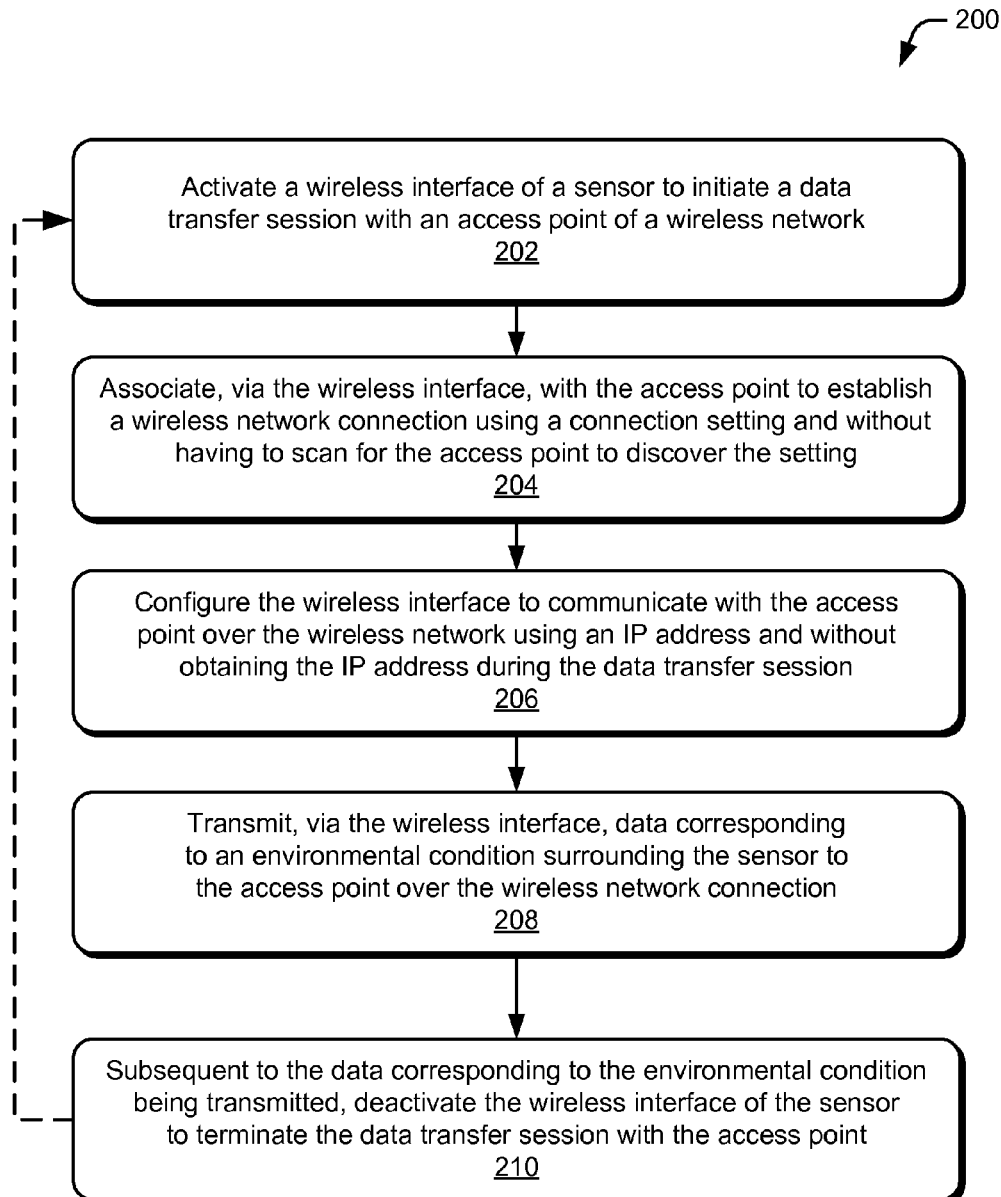 200
Activate a wireless interface of a sensor to initiate a data
transfer session with an access point of a wireless network
202
Associate, via the wireless interface, with the access point to establish
a wireless network connection using a connection setting and without
having to scan for the access point to discover the setting
204
Configure the wireless interface to communicate with the access
point over the wireless network using an IP address and without
obtaining the IP address during the data transfer session
206
Transmit, via the wireless interface, data corresponding
to an environmental condition surrounding the sensor to
the access point over the wireless network connection
208
Subsequent to the data corresponding to the environmental condition
being transmitted, deactivate the wireless interface of the sensor
to terminate the data transfer session with the access point
210